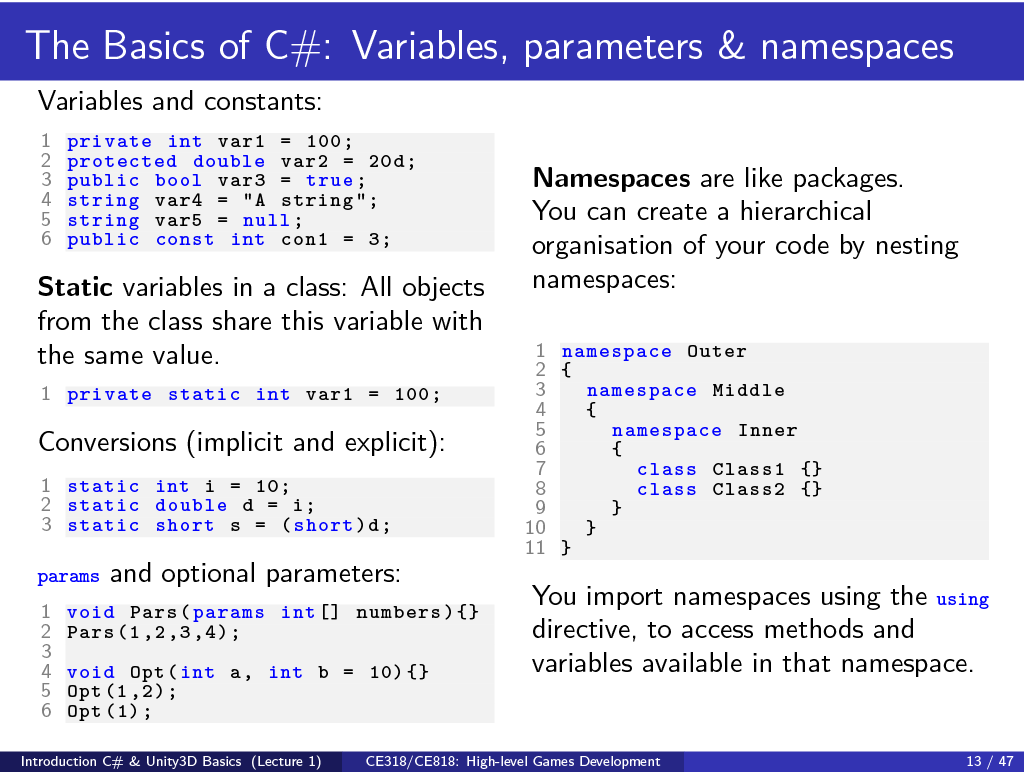 The Basics of C#: Variables, parameters & namespaces
Variables and constants:
1 private int var1 = 100;
2 protected double var2 = 20d;
3 public bool var3 = true;
4 string var4 = "A string";
5 string var5 = null;
6 public const int con1 = 3;
Static variables in a class: All objects
from the class share this variable with
the same value.
1 private static int var1 = 100;
Conversions (implicit and explicit):
1 static int i = 10;
2 static double d = i;
3 static short s = (short)d;
params and optional parameters:
1 void Pars(params int[] numbers){}
2 Pars(1,2,3,4);
3
4 void Opt(int a, int b = 10){}
5 Opt(1,2);
6 Opt(1);
Namespaces are like packages.
You can create a hierarchical
organisation of your code by nesting
namespaces:
1 namespace Outer
2 {
3   namespace Middle
4   {
5     namespace Inner
6     {
7       class Class1 {}
8       class Class2 {}
9     }
10   }
11 }
You import namespaces using the using
directive, to access methods and
variables available in that namespace.
Introduction C# & Unity3D Basics (Lecture 1)
CE318/CE818: High-level Games Development
13 / 47